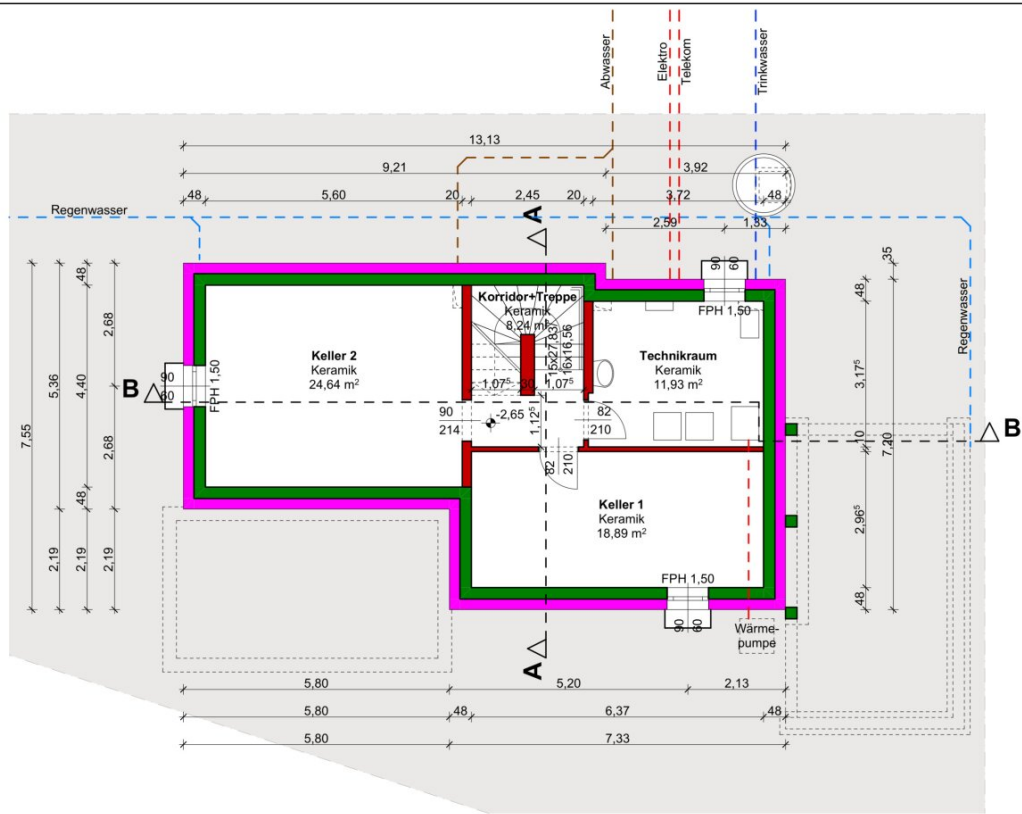 Abwasser
Elektro
Telekom
Trinkwasser
13,13
9,21
3,92
48
5,60
20
2,45
20
3,72
48
Regenwasser
A
2,59
1,33
35
90
60
FPH 1,50
48
48
2,68
5,36
4,40
7,55
2,68
48
2,19
2,19
2,19
Korridor+Treppe
Keramik
8,24 m²
15x27,83
16x16,56
Keller 2
Keramik
24,64 m²
Technikraum
Keramik
11,93 m²
Regenwasser
3,17⁵
7,20
B
90
60
FPH 1,50
1,07⁵
30
1,07⁵
90
214
-2,65
1,12⁵
82
210
B
10
82
210
Keller 1
Keramik
18,89 m²
2,96⁵
48
FPH 1,50
90
60
Wärme-
pumpe
A
5,80
5,20
2,13
5,80
48
6,37
48
5,80
7,33